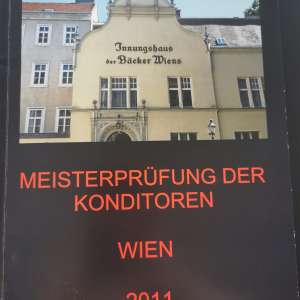 Innungshaus
der Bäcker Wiens
MEISTERPRÜFUNG DER
KONDITOREN
WIEN
2011